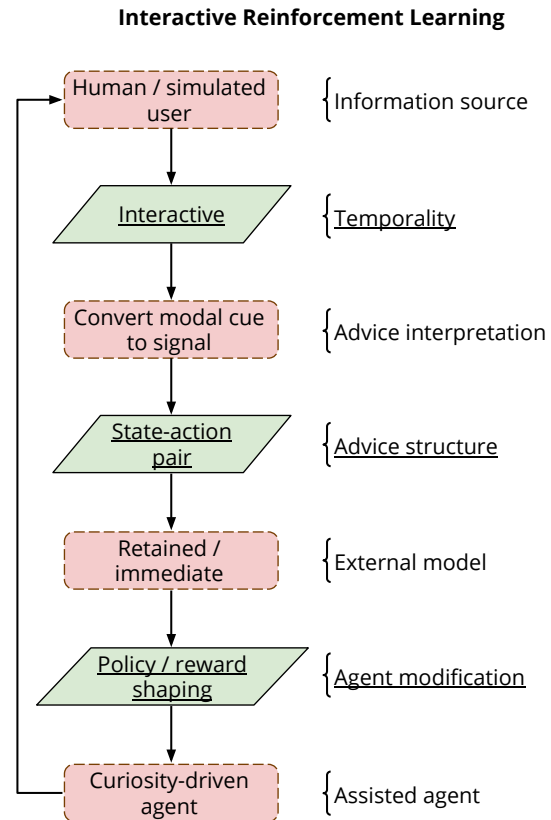 Interactive Reinforcement Learning
Human / simulated
user
Information source
Interactive
Temporality
Convert modal cue
to signal
Advice interpretation
State-action
pair
Advice structure
Retained /
immediate
External model
Policy / reward
shaping
Agent modification
Curiosity-driven
agent
Assisted agent